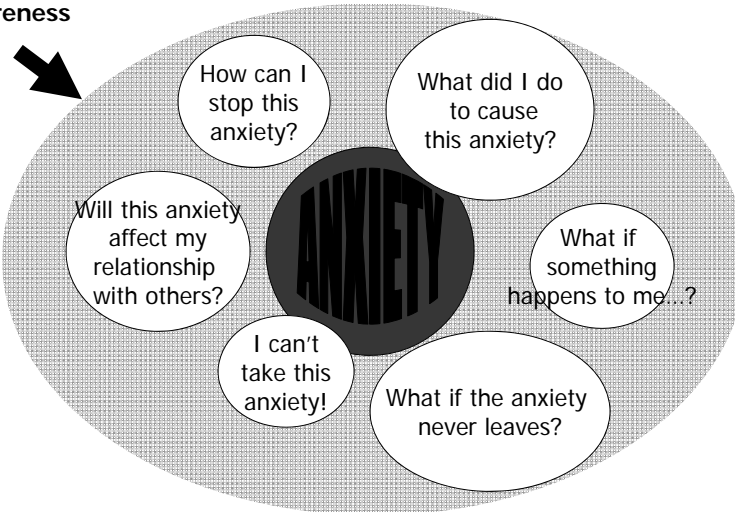 How can I
stop this
anxiety?
What did I do
to cause
this anxiety?
Will this anxiety
affect my
relationship
with others?
ANXIETY
What if
something
happens to me...?
I can't
take this
anxiety!
What if the anxiety
never leaves?